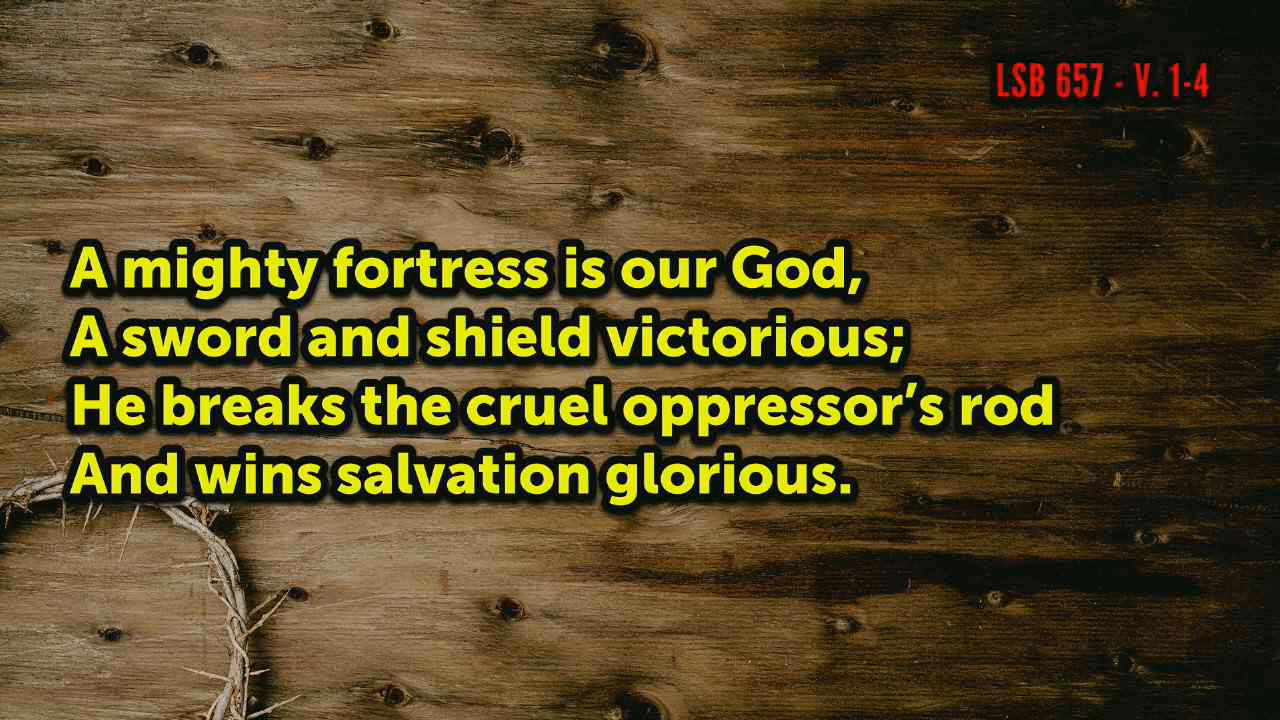 LSB 657 - V. 1-4
A mighty fortress is our God,
A sword and shield victorious;
He breaks the cruel oppressor’s rod
And wins salvation glorious.